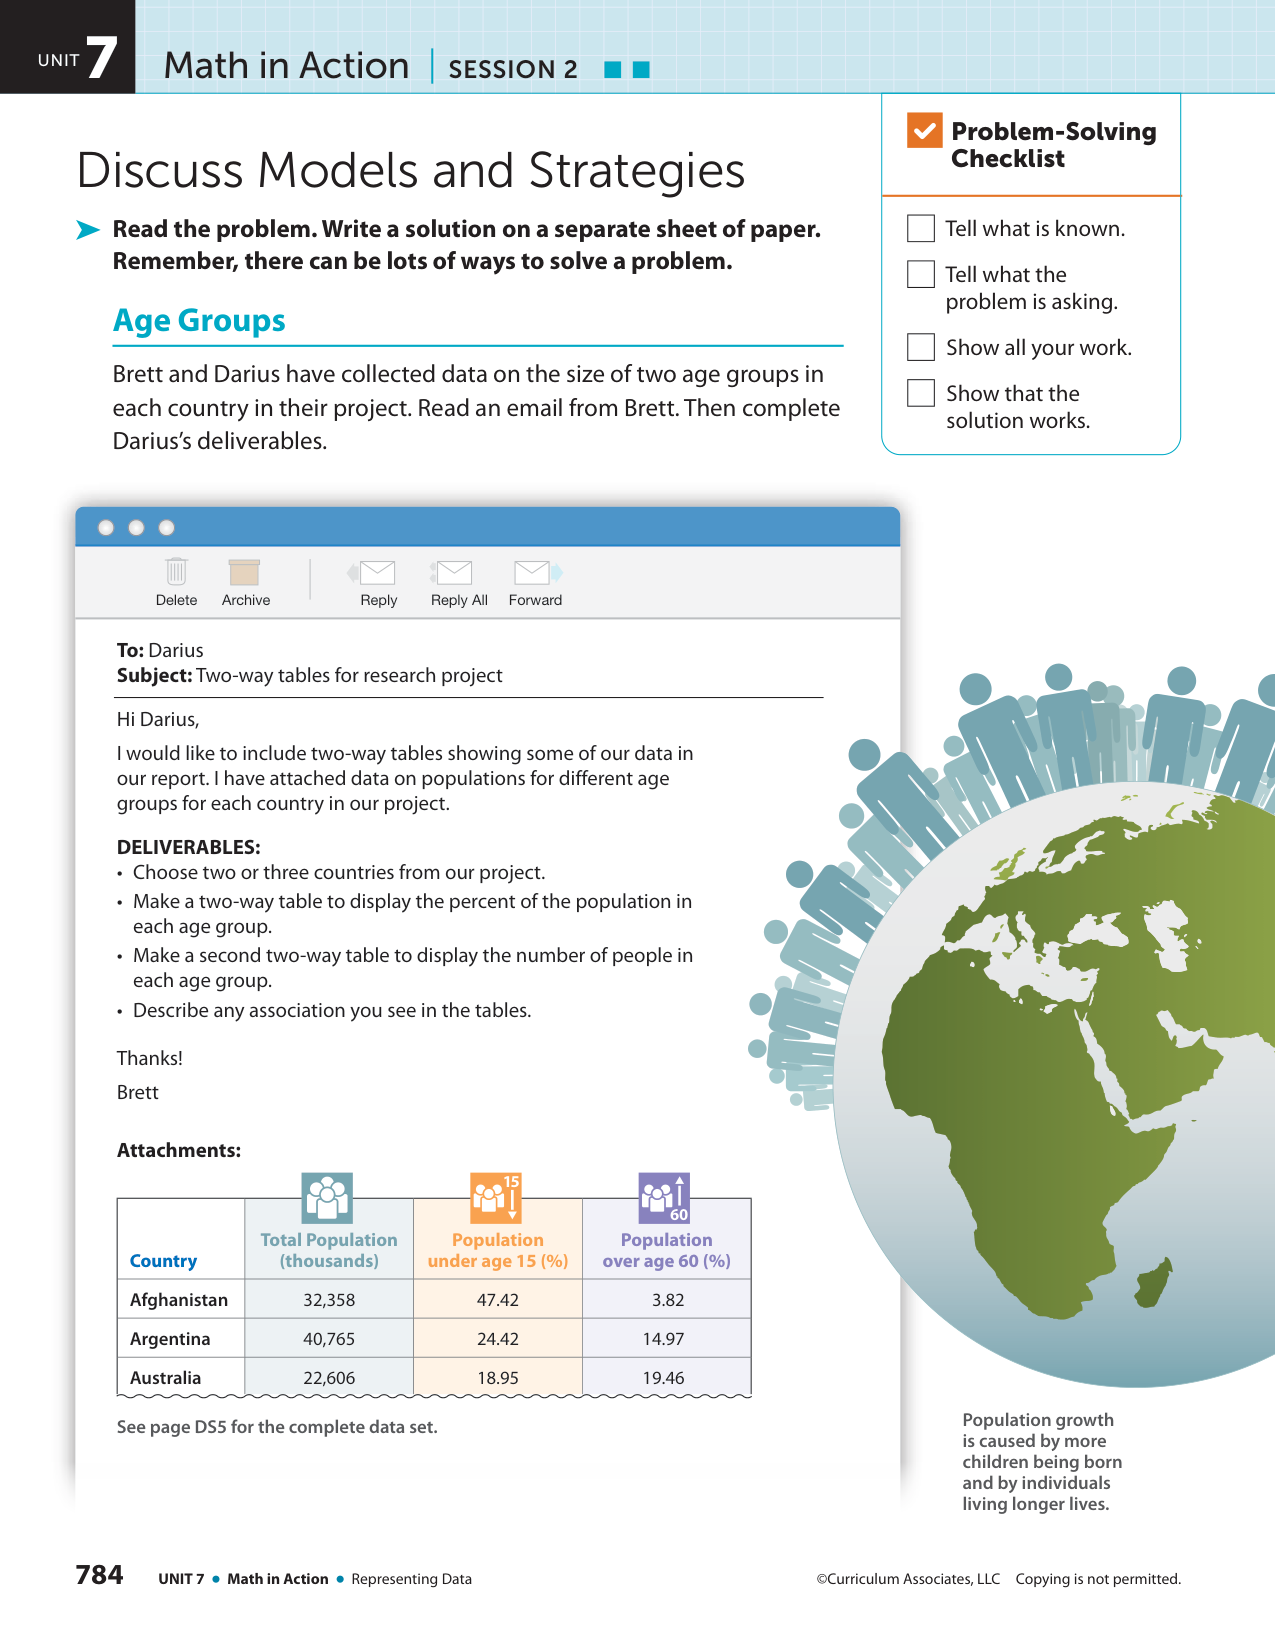 UNIT 7 Math in Action | SESSION 2
Problem-Solving
Checklist
Tell what is known.
Tell what the
problem is asking.
Show all your work.
Show that the
solution works.
Discuss Models and Strategies
Read the problem. Write a solution on a separate sheet of paper.
Remember, there can be lots of ways to solve a problem.
Age Groups
Brett and Darius have collected data on the size of two age groups in
each country in their project. Read an email from Brett. Then complete
Darius’s deliverables.
Delete Archive Reply Reply All Forward
To: Darius
Subject: Two-way tables for research project
Hi Darius,
I would like to include two-way tables showing some of our data in
our report. I have attached data on populations for different age
groups for each country in our project.
DELIVERABLES:
• Choose two or three countries from our project.
• Make a two-way table to display the percent of the population in
each age group.
• Make a second two-way table to display the number of people in
each age group.
• Describe any association you see in the tables.
Thanks!
Brett
Attachments:
15
60
Total Population Population Population
Country (thousands) under age 15 (%) over age 60 (%)
Afghanistan 32,358 47.42 3.82
Argentina 40,765 24.42 14.97
Australia 22,606 18.95 19.46
See page DS5 for the complete data set.
Population growth
is caused by more
children being born
and by individuals
living longer lives.
784 UNIT 7 • Math in Action • Representing Data ©Curriculum Associates, LLC Copying is not permitted.